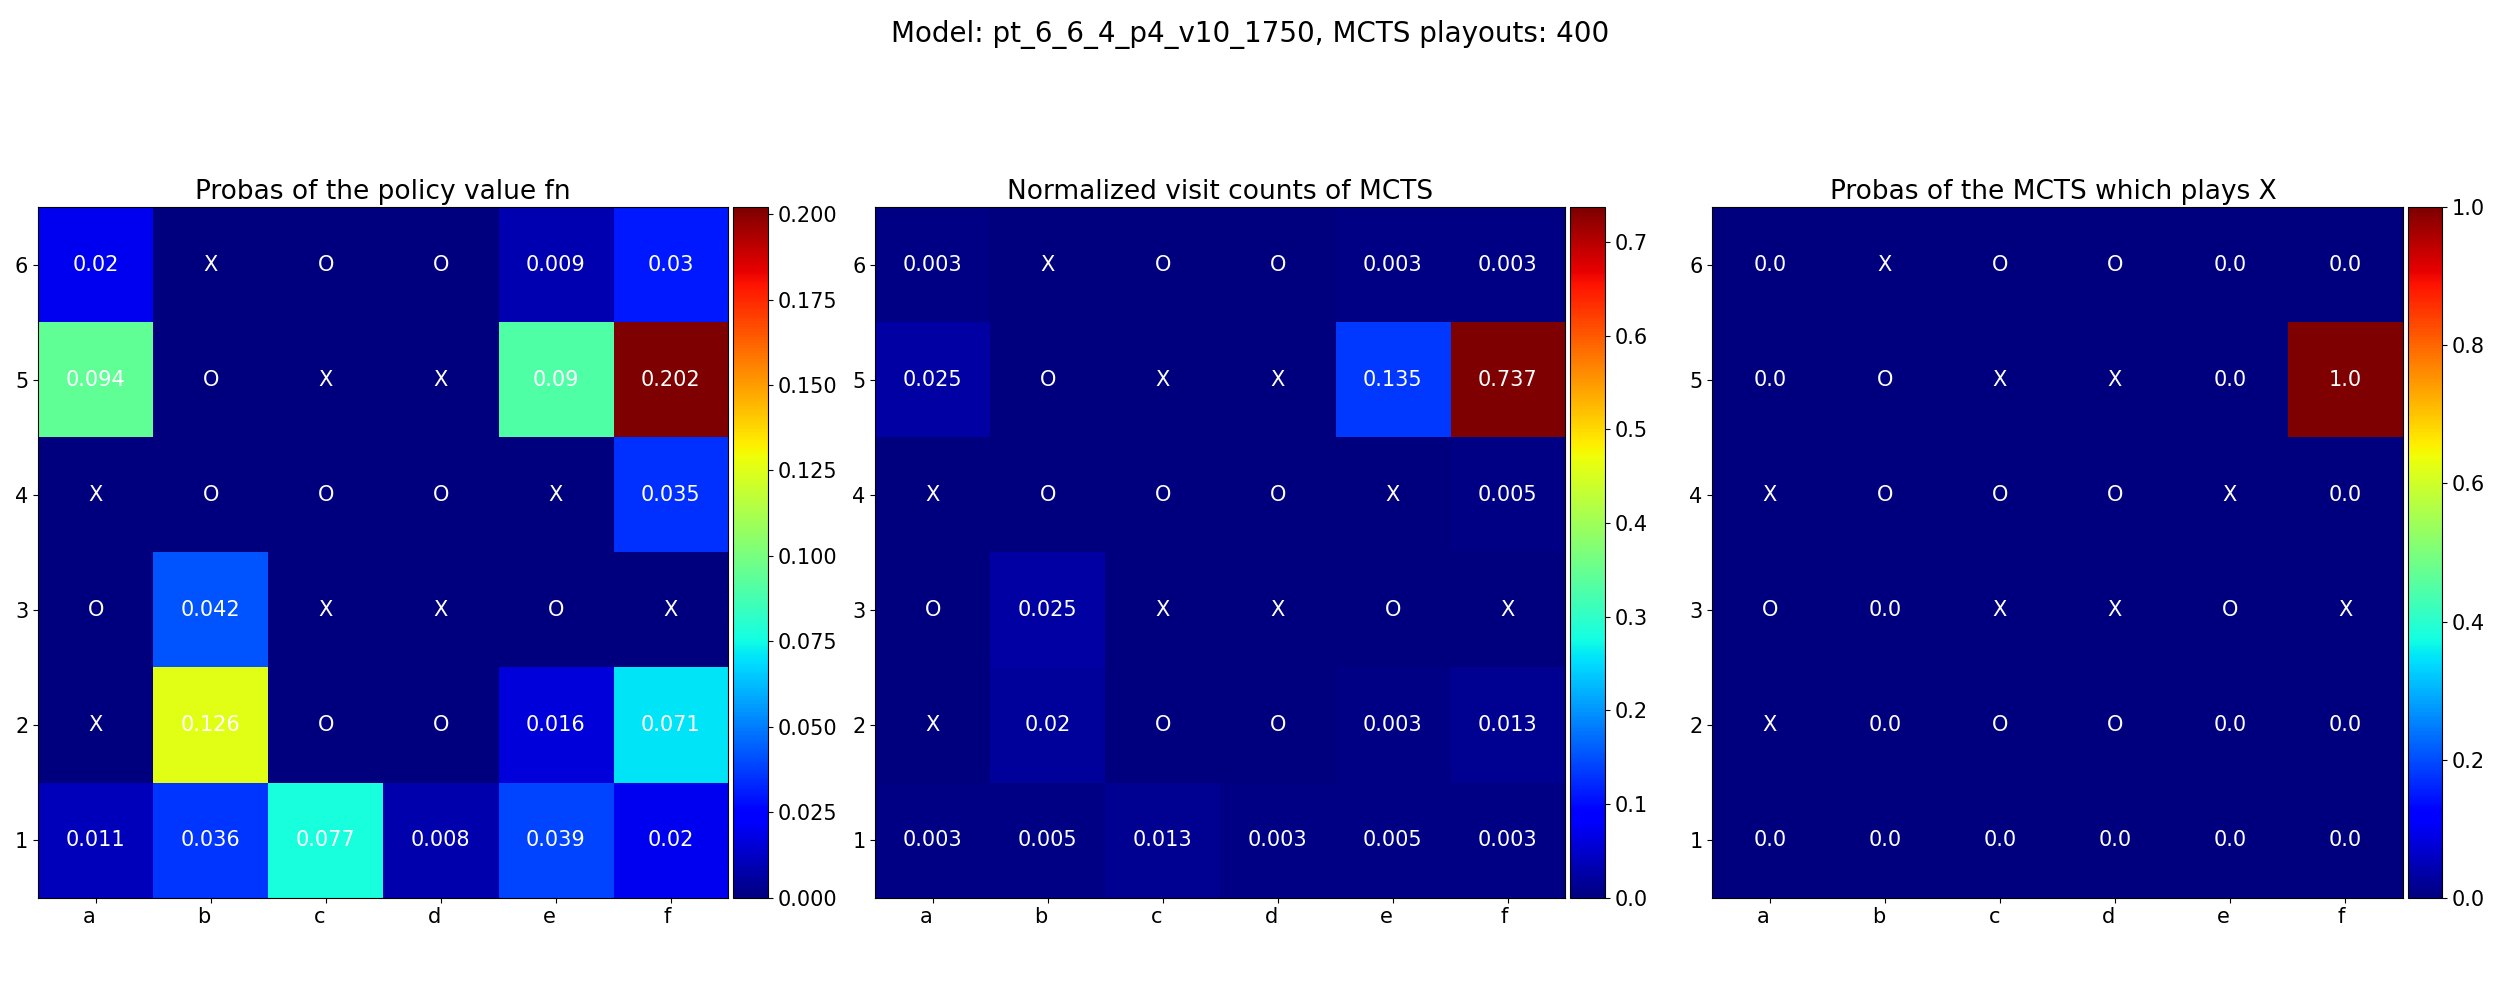 Model: pt_6_6_4_p4_v10_1750, MCTS playouts: 400
Probas of the policy value fn
6 0.02 X O O 0.009 0.03
5 0.094 O X X 0.09 0.202
4 X O O O X 0.035
3 O 0.042 X X O X
2 X 0.126 O O 0.016 0.071
1 0.011 0.036 0.077 0.008 0.039 0.02
a b c d e f
0.200
0.175
0.150
0.125
0.100
0.075
0.050
0.025
0.000
Normalized visit counts of MCTS
6 0.003 X O O 0.003 0.003
5 0.025 O X X 0.135 0.737
4 X O O O X 0.005
3 O 0.025 X X O X
2 X 0.02 O O 0.003 0.013
1 0.003 0.005 0.013 0.003 0.005 0.003
a b c d e f
0.7
0.6
0.5
0.4
0.3
0.2
0.1
0.0
Probas of the MCTS which plays X
6 0.0 X O O 0.0 0.0
5 0.0 O X X 0.0 1.0
4 X O O O X 0.0
3 O 0.0 X X O X
2 X 0.0 O O 0.0 0.0
1 0.0 0.0 0.0 0.0 0.0 0.0
a b c d e f
1.0
0.8
0.6
0.4
0.2
0.0